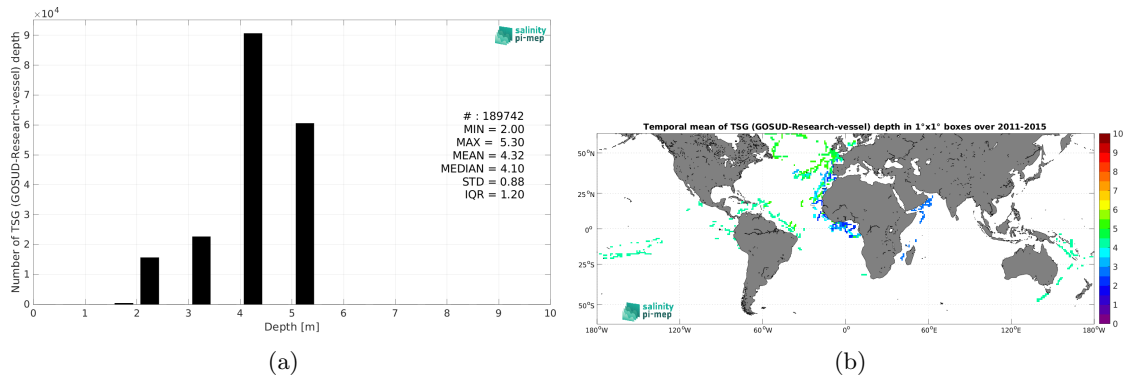 ×10⁴
Number of TSG (GOSUD-Research-vessel) depth
9
8
7
6
5
4
3
2
1
0
salinity
pi-mep
# : 189742
MIN = 2.00
MAX = 5.30
MEAN = 4.32
MEDIAN = 4.10
STD = 0.88
IQR = 1.20
0 1 2 3 4 5 6 7 8 9 10
Depth [m]
(a)
Temporal mean of TSG (GOSUD-Research-vessel) depth in 1°x1° boxes over 2011-2015
50°N
25°N
0°
25°S
50°S
salinity
pi-mep
180°W 120°W 60°W 0° 60°E 120°E 180°W
10
9
8
7
6
5
4
3
2
1
0
(b)